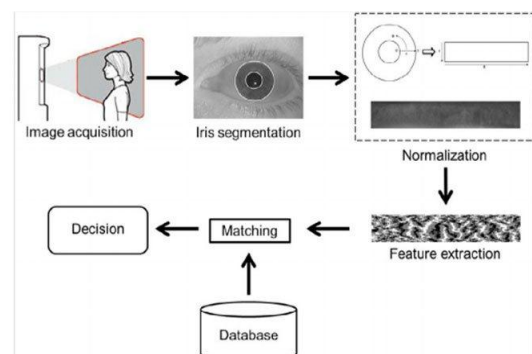 Image acquisition
Iris segmentation
Normalization
Feature extraction
Matching
Decision
Database